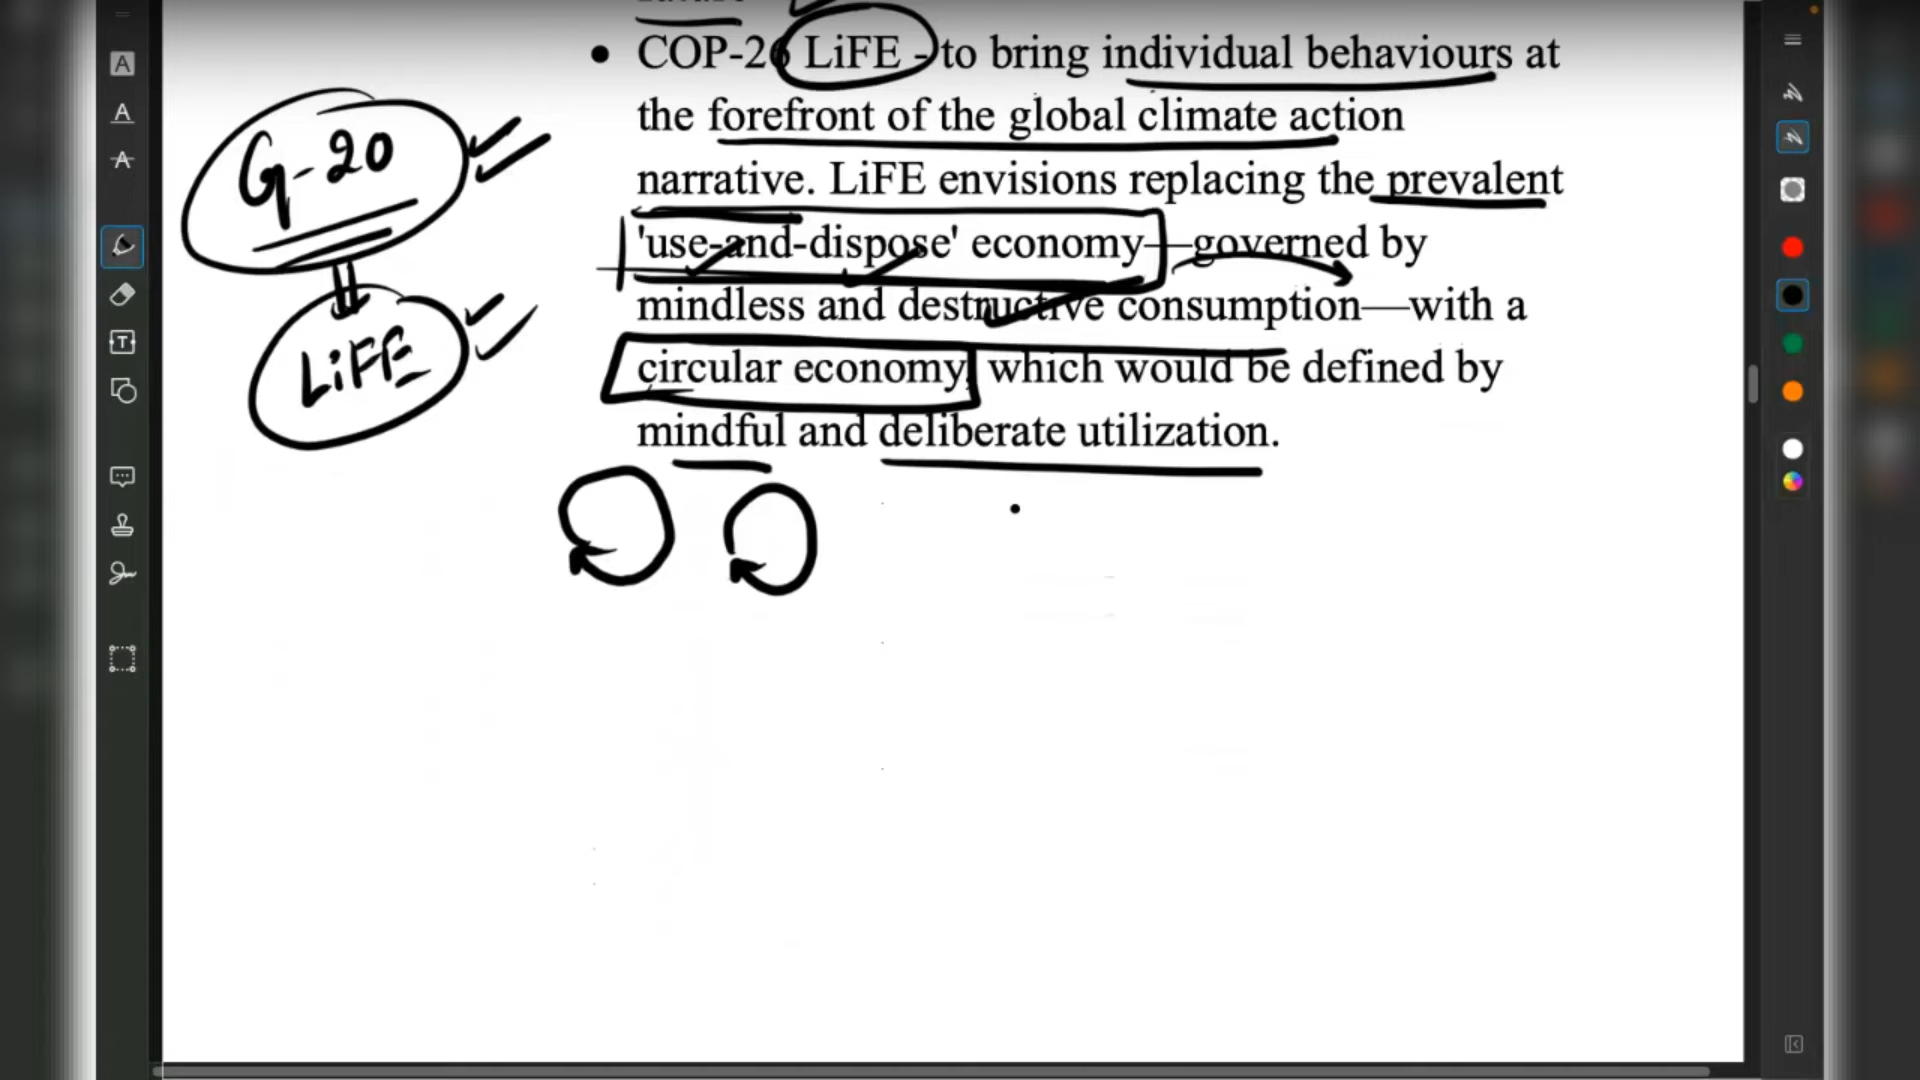 COP-26 LiFE - to bring individual behaviours at
the forefront of the global climate action
narrative. LiFE envisions replacing the prevalent
'use-and-dispose' economy—governed by
mindless and destructive consumption—with a
circular economy, which would be defined by
mindful and deliberate utilization.
G-20
LiFE